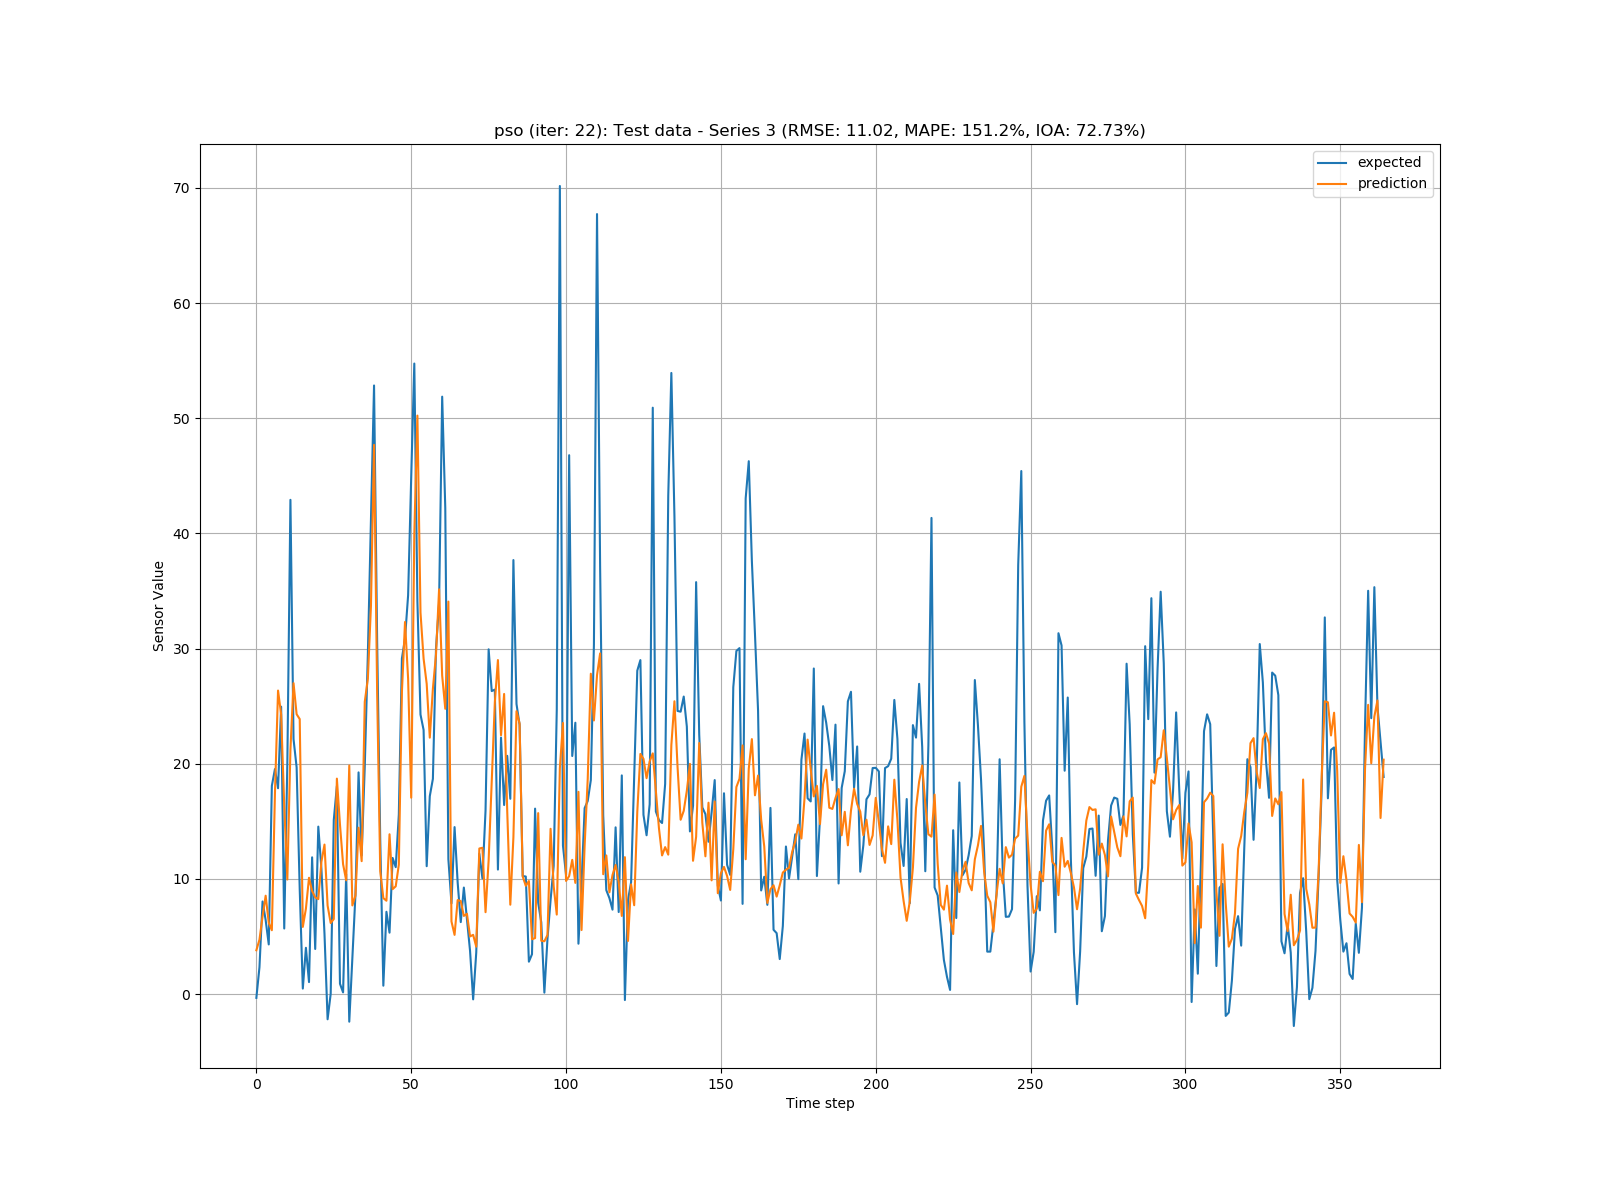 pso (iter: 22): Test data - Series 3 (RMSE: 11.02, MAPE: 151.2%, IOA: 72.73%)
expected
prediction
70
60
50
40
30
20
10
0
Sensor Value
0 50 100 150 200 250 300 350
Time step